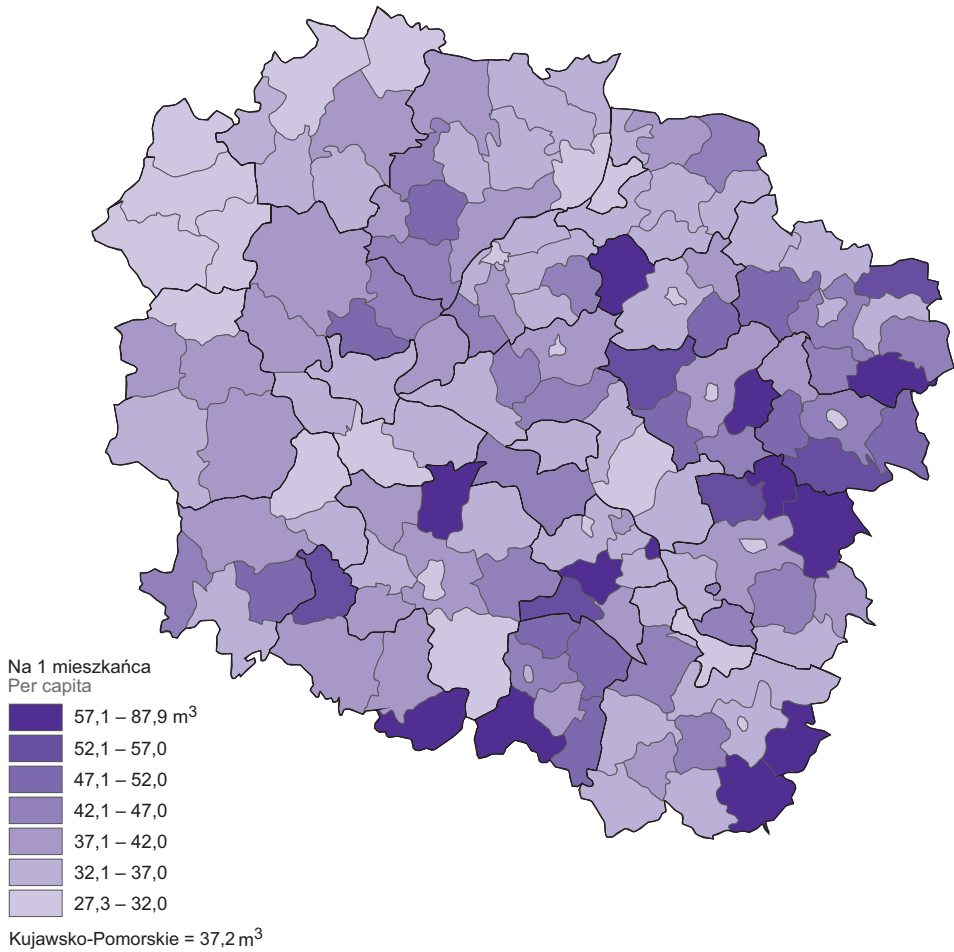 Na 1 mieszkańca
Per capita
57,1 – 87,9 m³
52,1 – 57,0
47,1 – 52,0
42,1 – 47,0
37,1 – 42,0
32,1 – 37,0
27,3 – 32,0
Kujawsko-Pomorskie = 37,2 m³